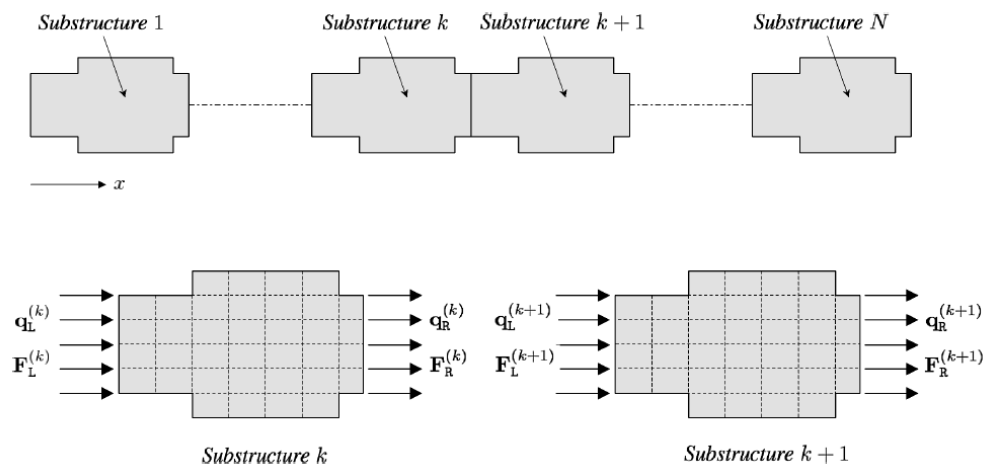 Substructure 1 Substructure k Substructure k + 1 Substructure N
x
q_L^(k) q_R^(k) q_L^(k+1) q_R^(k+1)
F_L^(k) F_R^(k) F_L^(k+1) F_R^(k+1)
Substructure k Substructure k + 1